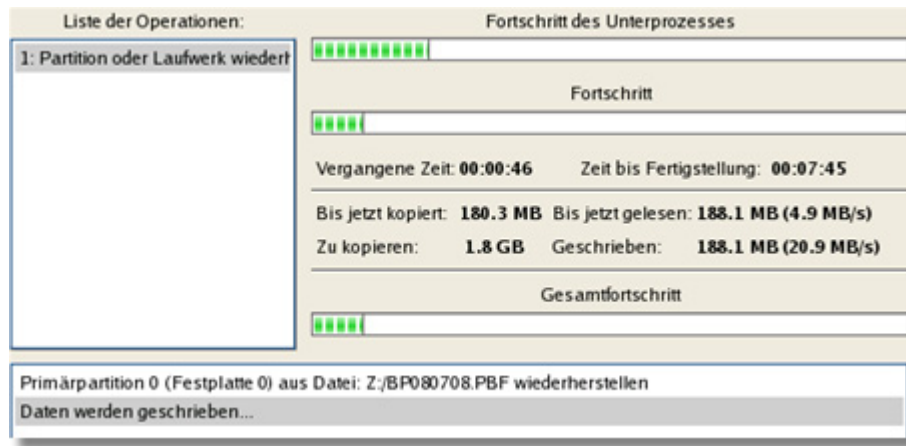 Liste der Operationen:
1: Partition oder Laufwerk wiederh
Fortschritt des Unterprozesses
Fortschritt
Vergangene Zeit: 00:00:46 Zeit bis Fertigstellung: 00:07:45
Bis jetzt kopiert: 180.3 MB Bis jetzt gelesen: 188.1 MB (4.9 MB/s)
Zu kopieren: 1.8 GB Geschrieben: 188.1 MB (20.9 MB/s)
Gesamtfortschritt
Primärpartition 0 (Festplatte 0) aus Datei: Z:/BP080708.PBF wiederherstellen
Daten werden geschrieben...